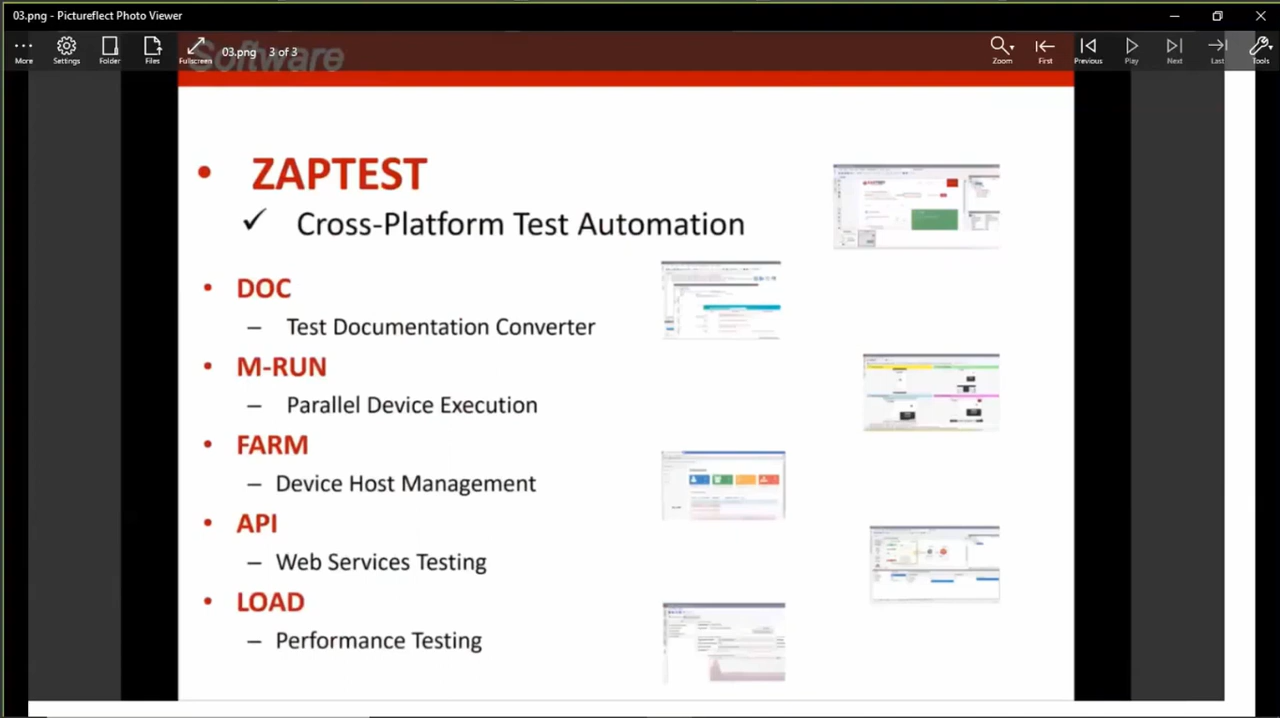 03.png - Pictureflect Photo Viewer
More
Settings
Folder
Files
Fullscreen
03.png
3 of 3
Zoom
First
Previous
Play
Next
Last
Tools
Software
• ZAPTEST
✓ Cross-Platform Test Automation
• DOC
– Test Documentation Converter
• M-RUN
– Parallel Device Execution
• FARM
– Device Host Management
• API
– Web Services Testing
• LOAD
– Performance Testing